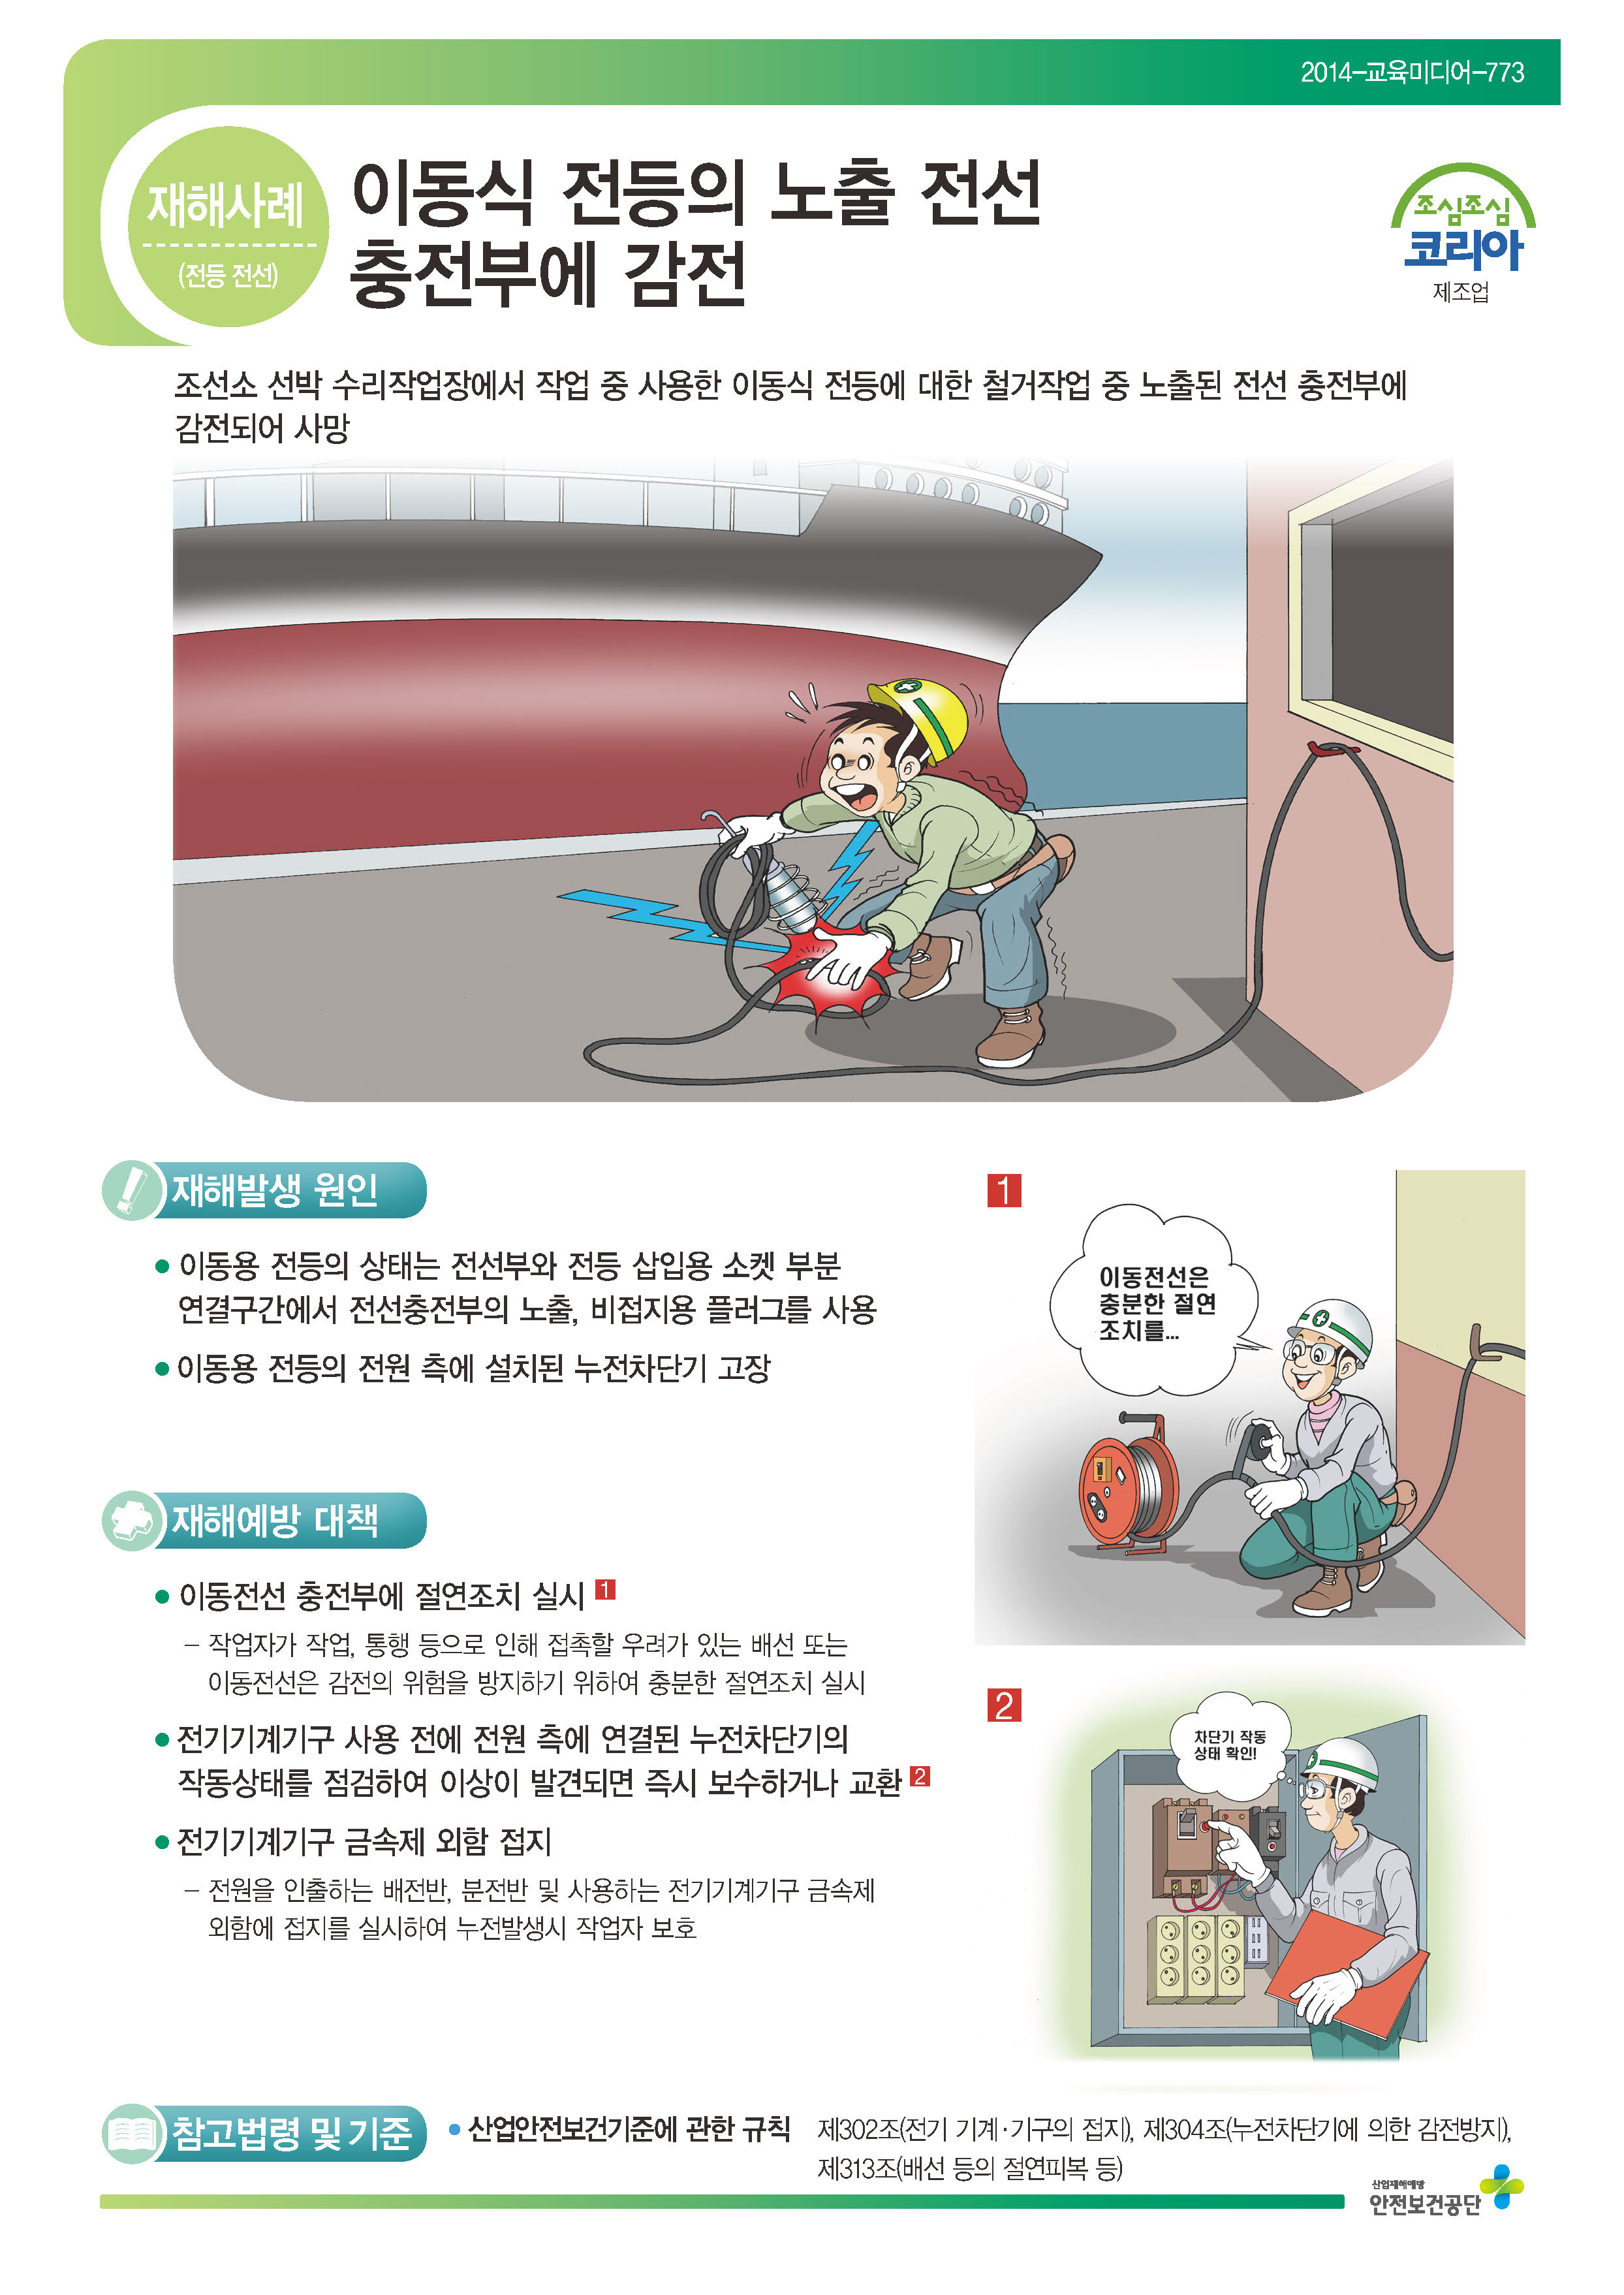 2014-교육미디어-773
재해사례
(전등 전선)
이동식 전등의 노출 전선
충전부에 감전
조심조심
코리아
제조업
조선소 선박 수리작업장에서 작업 중 사용한 이동식 전등에 대한 철거작업 중 노출된 전선 충전부에
감전되어 사망
재해발생 원인
● 이동용 전등의 상태는 전선부와 전등 삽입용 소켓 부분
연결구간에서 전선충전부의 노출, 비접지용 플러그를 사용
● 이동용 전등의 전원 측에 설치된 누전차단기 고장
재해예방 대책
● 이동전선 충전부에 절연조치 실시 1
– 작업자가 작업, 통행 등으로 인해 접촉할 우려가 있는 배선 또는
이동전선은 감전의 위험을 방지하기 위하여 충분한 절연조치 실시
● 전기기계기구 사용 전에 전원 측에 연결된 누전차단기의
작동상태를 점검하여 이상이 발견되면 즉시 보수하거나 교환 2
● 전기기계기구 금속제 외함 접지
– 전원을 인출하는 배전반, 분전반 및 사용하는 전기기계기구 금속제
외함에 접지를 실시하여 누전발생시 작업자 보호
1
이동전선은
충분한 절연
조치를...
2
차단기 작동
상태 확인!
참고법령 및 기준
● 산업안전보건기준에 관한 규칙 제302조(전기 기계·기구의 접지), 제304조(누전차단기에 의한 감전방지),
제313조(배선 등의 절연피복 등)
산업재해예방
안전보건공단